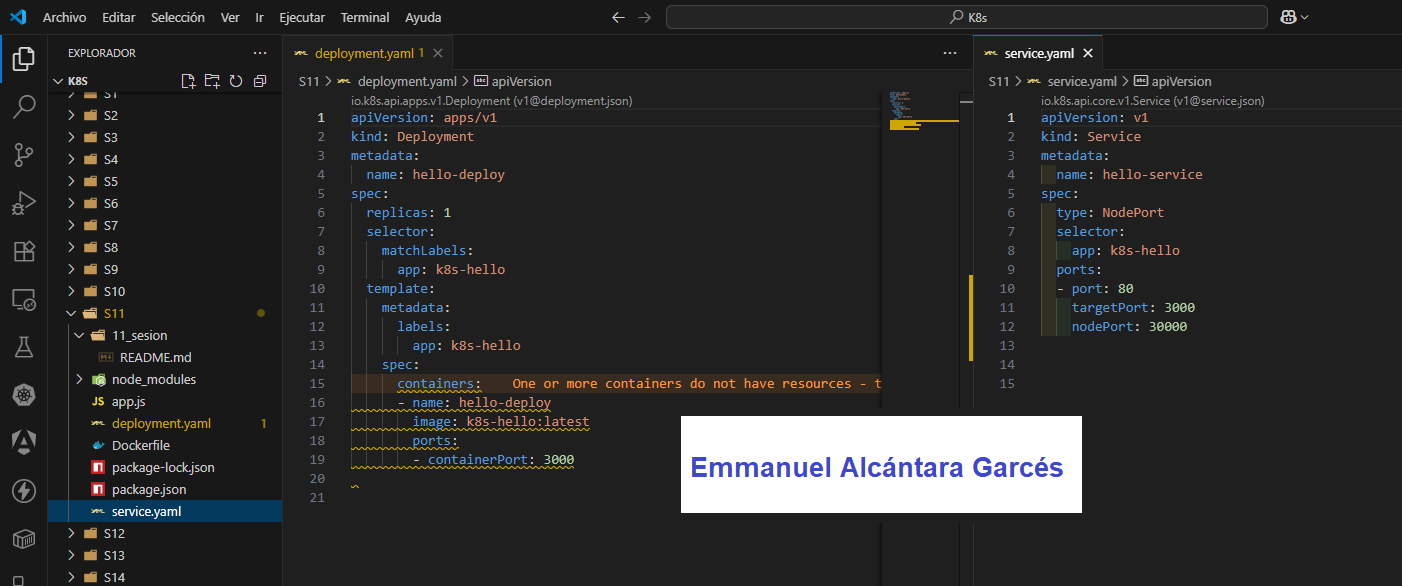 Archivo Editar Selección Ver Ir Ejecutar Terminal Ayuda
K8s
EXPLORADOR
K8S
S1
S2
S3
S4
S5
S6
S7
S8
S9
S10
S11
11_sesion
README.md
node_modules
JS app.js
deployment.yaml 1
Dockerfile
package-lock.json
package.json
service.yaml
S12
S13
S14
deployment.yaml 1
S11 > deployment.yaml > apiVersion
io.k8s.api.apps.v1.Deployment (v1@deployment.json)
1 apiVersion: apps/v1
2 kind: Deployment
3 metadata:
4 name: hello-deploy
5 spec:
6 replicas: 1
7 selector:
8 matchLabels:
9 app: k8s-hello
10 template:
11 metadata:
12 labels:
13 app: k8s-hello
14 spec:
15 containers: One or more containers do not have resources - t
16 - name: hello-deploy
17 image: k8s-hello:latest
18 ports:
19 - containerPort: 3000
20
21
service.yaml
S11 > service.yaml > apiVersion
io.k8s.api.core.v1.Service (v1@service.json)
1 apiVersion: v1
2 kind: Service
3 metadata:
4 name: hello-service
5 spec:
6 type: NodePort
7 selector:
8 app: k8s-hello
9 ports:
10 - port: 80
11 targetPort: 3000
12 nodePort: 30000
13
14
15
Emmanuel Alcántara Garcés